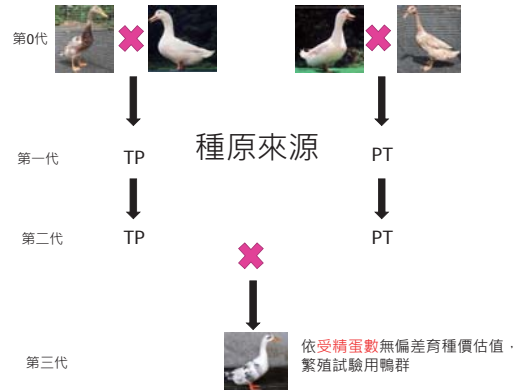 第0代
種原來源
第一代
TP
PT
第二代
TP
PT
第三代
依受精蛋數無偏差育種價估值，
繁殖試驗用鴨群